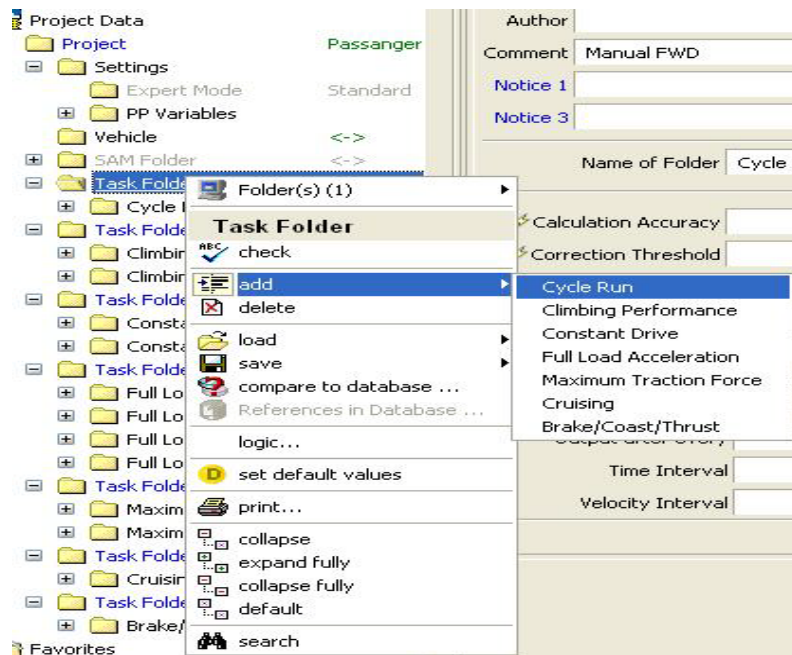 Project Data
Project Passanger
Settings
Expert Mode Standard
PP Variables
Vehicle <->
SAM Folder <->
Task Folde
Cycle
Task Folde
Climbin
Climbin
Task Folde
Consta
Consta
Task Folde
Full Lo
Full Lo
Full Lo
Full Lo
Task Folde
Maxim
Maxim
Task Folde
Cruisin
Task Folde
Brake/
Favorites
Folder(s) (1)
Task Folder
ABC check
add
delete
load
save
compare to database ...
References in Database ...
logic...
D set default values
print...
collapse
expand fully
collapse fully
default
search
Cycle Run
Climbing Performance
Constant Drive
Full Load Acceleration
Maximum Traction Force
Cruising
Brake/Coast/Thrust
Author
Comment Manual FWD
Notice 1
Notice 3
Name of Folder Cycle
Calculation Accuracy
Correction Threshold
Time Interval
Velocity Interval